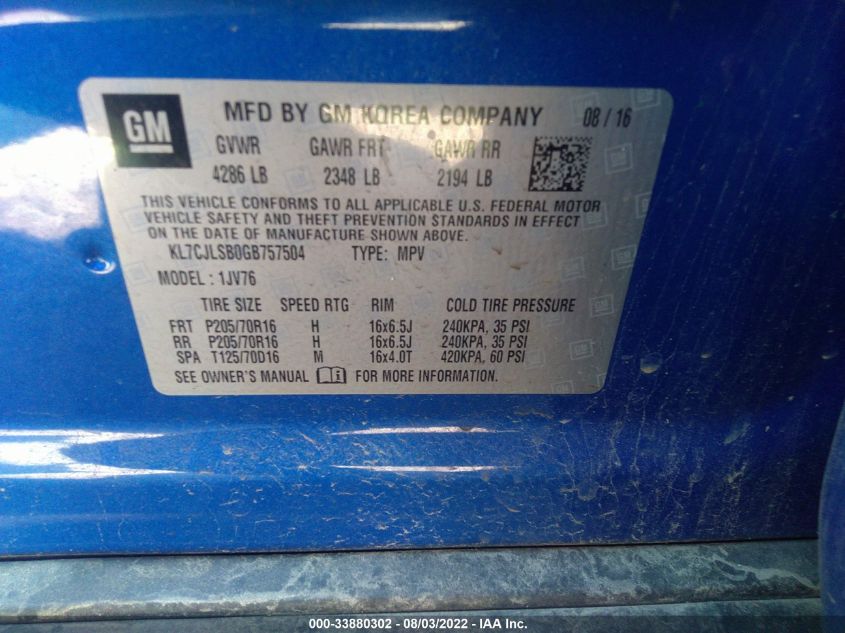 GM
MFD BY GM KOREA COMPANY 08 / 16
GVWR GAWR FRT GAWR RR
4286 LB 2348 LB 2194 LB
THIS VEHICLE CONFORMS TO ALL APPLICABLE U.S. FEDERAL MOTOR
VEHICLE SAFETY AND THEFT PREVENTION STANDARDS IN EFFECT
ON THE DATE OF MANUFACTURE SHOWN ABOVE.
KL7CJLSB0GB757504 TYPE: MPV
MODEL : 1JV76
TIRE SIZE SPEED RTG RIM COLD TIRE PRESSURE
FRT P205/70R16 H 16x6.5J 240KPA, 35 PSI
RR P205/70R16 H 16x6.5J 240KPA, 35 PSI
SPA T125/70D16 M 16x4.0T 420KPA, 60 PSI
SEE OWNER'S MANUAL FOR MORE INFORMATION.
000-33880302 - 08/03/2022 - IAA Inc.